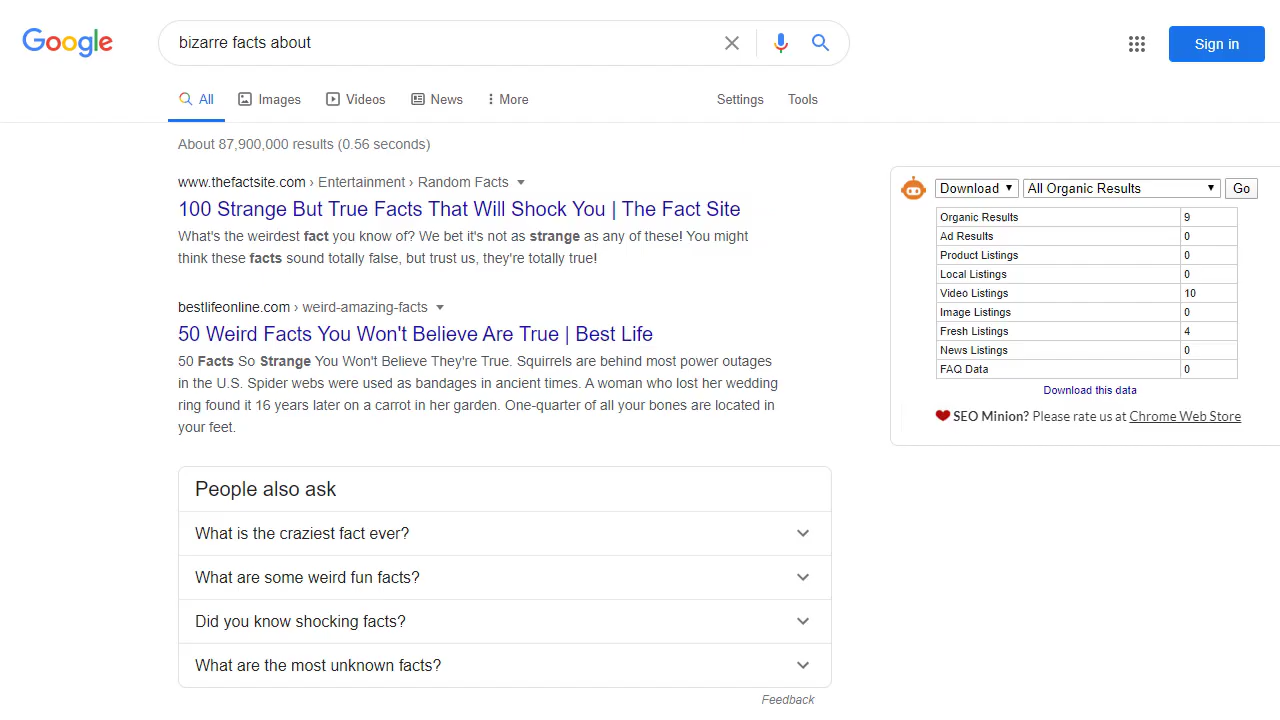 Google
bizarre facts about
Sign in
All
Images
Videos
News
More
Settings
Tools
About 87,900,000 results (0.56 seconds)
www.thefactsite.com › Entertainment › Random Facts
100 Strange But True Facts That Will Shock You | The Fact Site
What's the weirdest fact you know of? We bet it's not as strange as any of these! You might
think these facts sound totally false, but trust us, they're totally true!
bestlifeonline.com › weird-amazing-facts
50 Weird Facts You Won't Believe Are True | Best Life
50 Facts So Strange You Won't Believe They're True. Squirrels are behind most power outages
in the U.S. Spider webs were used as bandages in ancient times. A woman who lost her wedding
ring found it 16 years later on a carrot in her garden. One-quarter of all your bones are located in
your feet.
People also ask
What is the craziest fact ever?
What are some weird fun facts?
Did you know shocking facts?
What are the most unknown facts?
Feedback
Download All Organic Results Go
Organic Results 9
Ad Results 0
Product Listings 0
Local Listings 0
Video Listings 10
Image Listings 0
Fresh Listings 4
News Listings 0
FAQ Data 0
Download this data
SEO Minion? Please rate us at Chrome Web Store